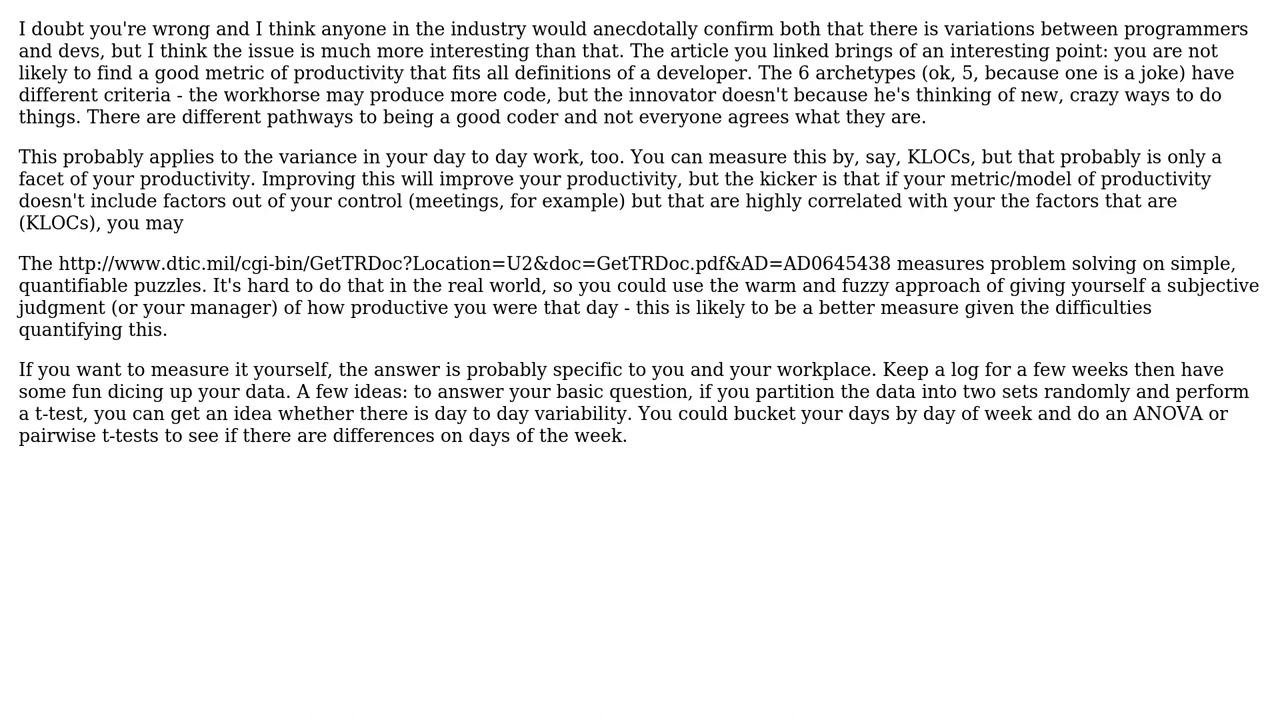 I doubt you're wrong and I think anyone in the industry would anecdotally confirm both that there is variations between programmers
and devs, but I think the issue is much more interesting than that. The article you linked brings of an interesting point: you are not
likely to find a good metric of productivity that fits all definitions of a developer. The 6 archetypes (ok, 5, because one is a joke) have
different criteria - the workhorse may produce more code, but the innovator doesn't because he's thinking of new, crazy ways to do
things. There are different pathways to being a good coder and not everyone agrees what they are.
This probably applies to the variance in your day to day work, too. You can measure this by, say, KLOCs, but that probably is only a
facet of your productivity. Improving this will improve your productivity, but the kicker is that if your metric/model of productivity
doesn't include factors out of your control (meetings, for example) but that are highly correlated with your the factors that are
(KLOCs), you may
The http://www.dtic.mil/cgi-bin/GetTRDoc?Location=U2&doc=GetTRDoc.pdf&AD=AD0645438 measures problem solving on simple,
quantifiable puzzles. It's hard to do that in the real world, so you could use the warm and fuzzy approach of giving yourself a subjective
judgment (or your manager) of how productive you were that day - this is likely to be a better measure given the difficulties
quantifying this.
If you want to measure it yourself, the answer is probably specific to you and your workplace. Keep a log for a few weeks then have
some fun dicing up your data. A few ideas: to answer your basic question, if you partition the data into two sets randomly and perform
a t-test, you can get an idea whether there is day to day variability. You could bucket your days by day of week and do an ANOVA or
pairwise t-tests to see if there are differences on days of the week.